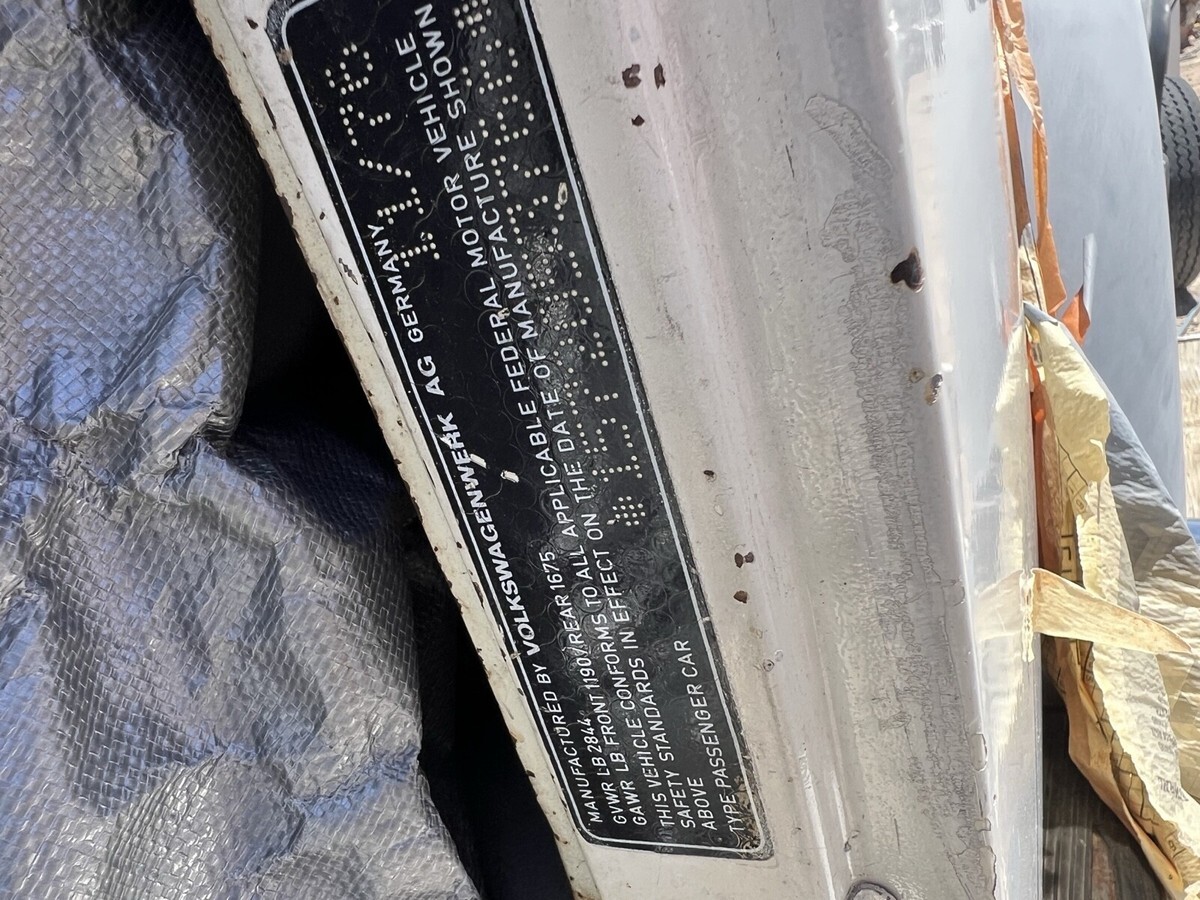 MANUFACTURED BY VOLKSWAGENWERK AG GERMANY
GVWR LB 2844
GAWR LB FRONT 1190/REAR 1675
THIS VEHICLE CONFORMS TO ALL APPLICABLE FEDERAL MOTOR VEHICLE
SAFETY STANDARDS IN EFFECT ON THE DATE OF MANUFACTURE SHOWN
ABOVE
TYPE PASSENGER CAR